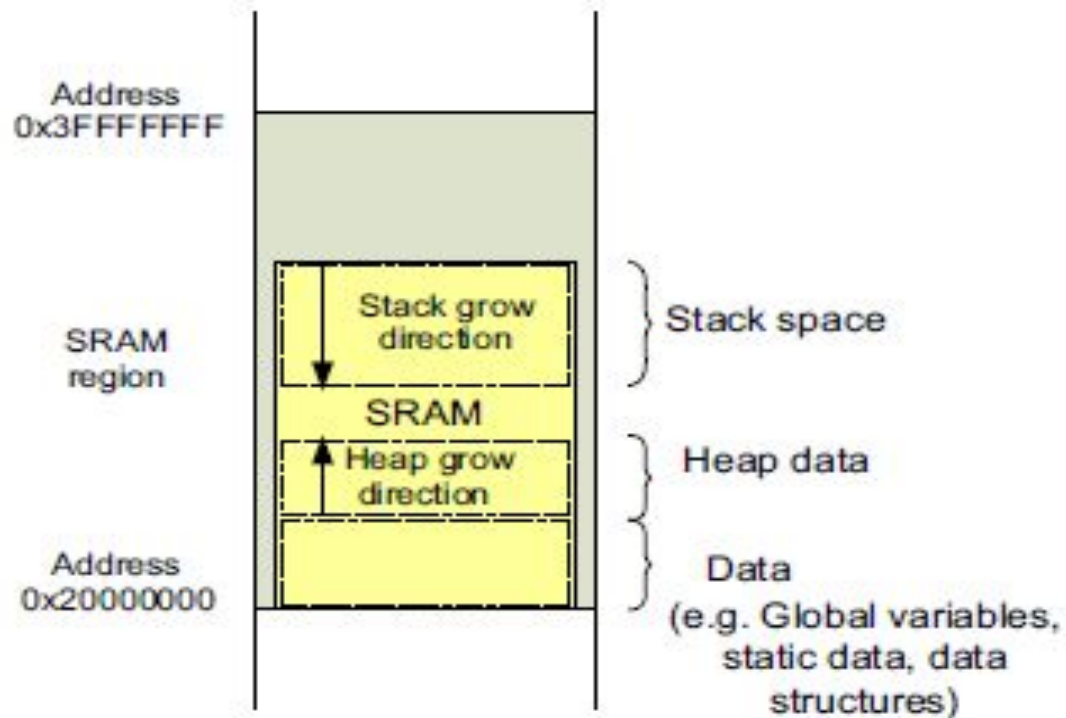 Address
0x3FFFFFFF
Stack grow
direction
Stack space
SRAM
region
SRAM
Heap grow
direction
Heap data
Address
0x20000000
Data
(e.g. Global variables,
static data, data
structures)